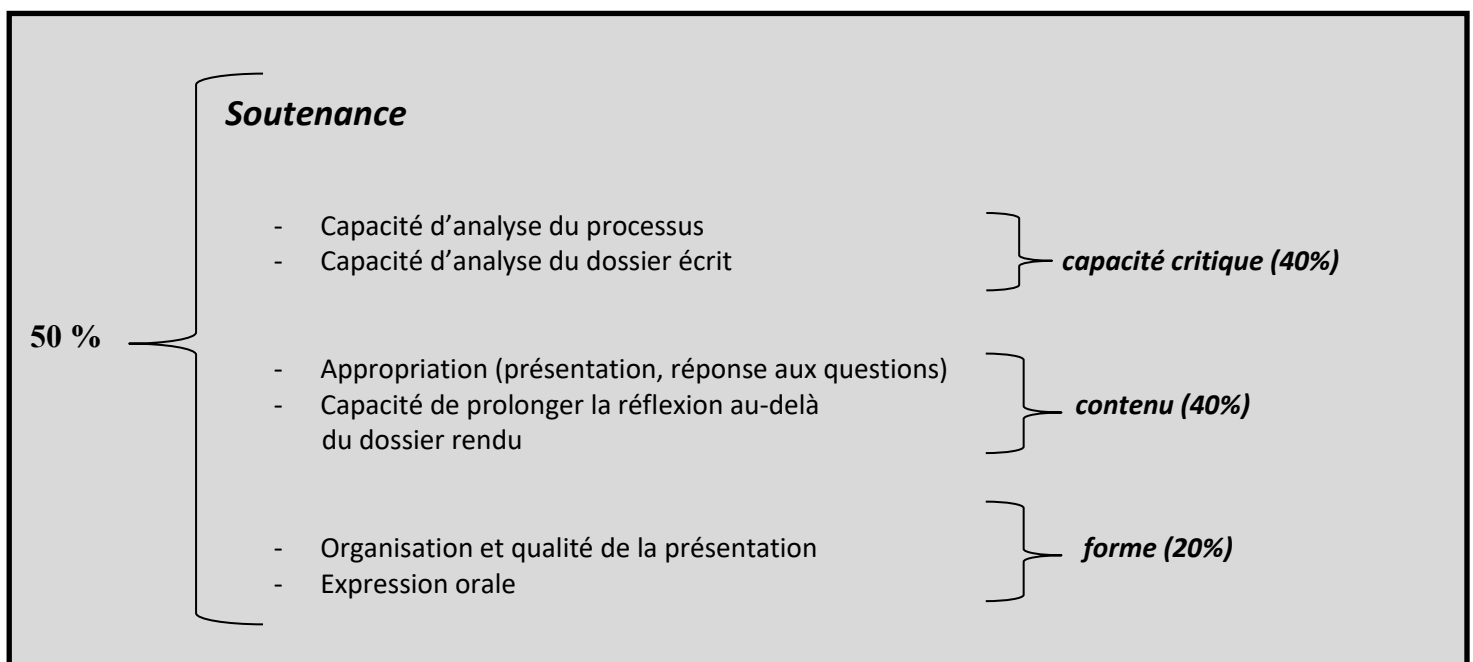 Soutenance
- Capacité d’analyse du processus
- Capacité d’analyse du dossier écrit
capacité critique (40%)
50 %
- Appropriation (présentation, réponse aux questions)
- Capacité de prolonger la réflexion au-delà
du dossier rendu
contenu (40%)
- Organisation et qualité de la présentation
- Expression orale
forme (20%)